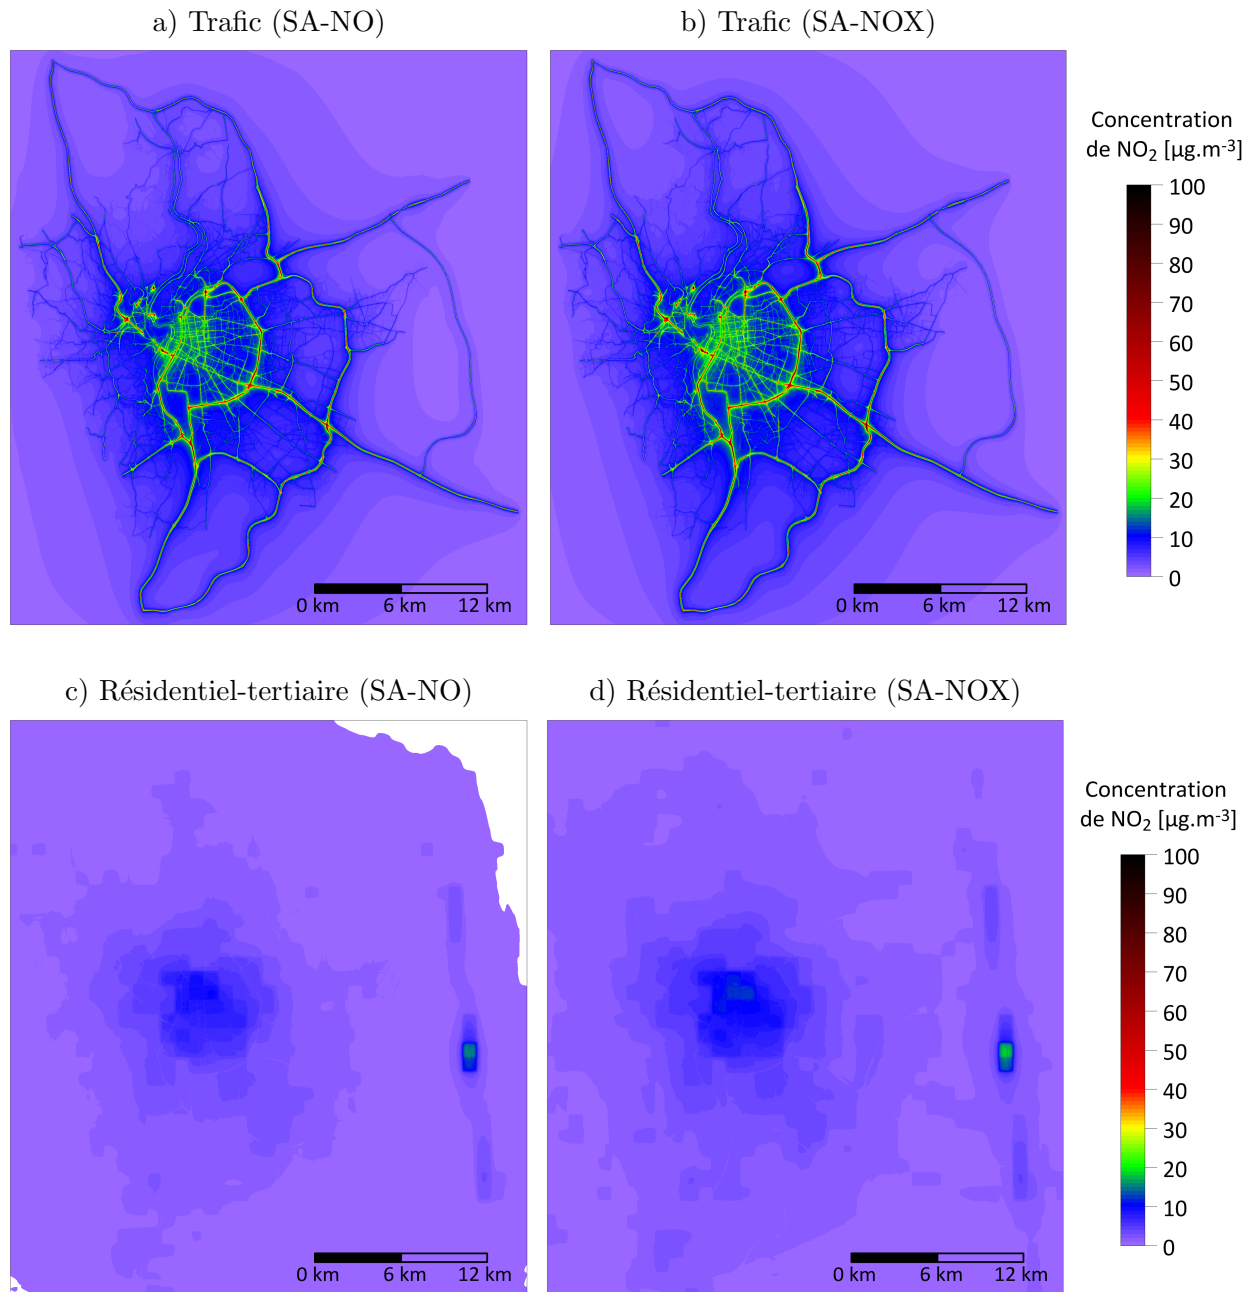 a) Trafic (SA-NO)
b) Trafic (SA-NOX)
Concentration
de NO₂ [µg.m⁻³]
100
90
80
70
60
50
40
30
20
10
0
0 km 6 km 12 km
0 km 6 km 12 km
c) Résidentiel-tertiaire (SA-NO)
d) Résidentiel-tertiaire (SA-NOX)
Concentration
de NO₂ [µg.m⁻³]
100
90
80
70
60
50
40
30
20
10
0
0 km 6 km 12 km
0 km 6 km 12 km